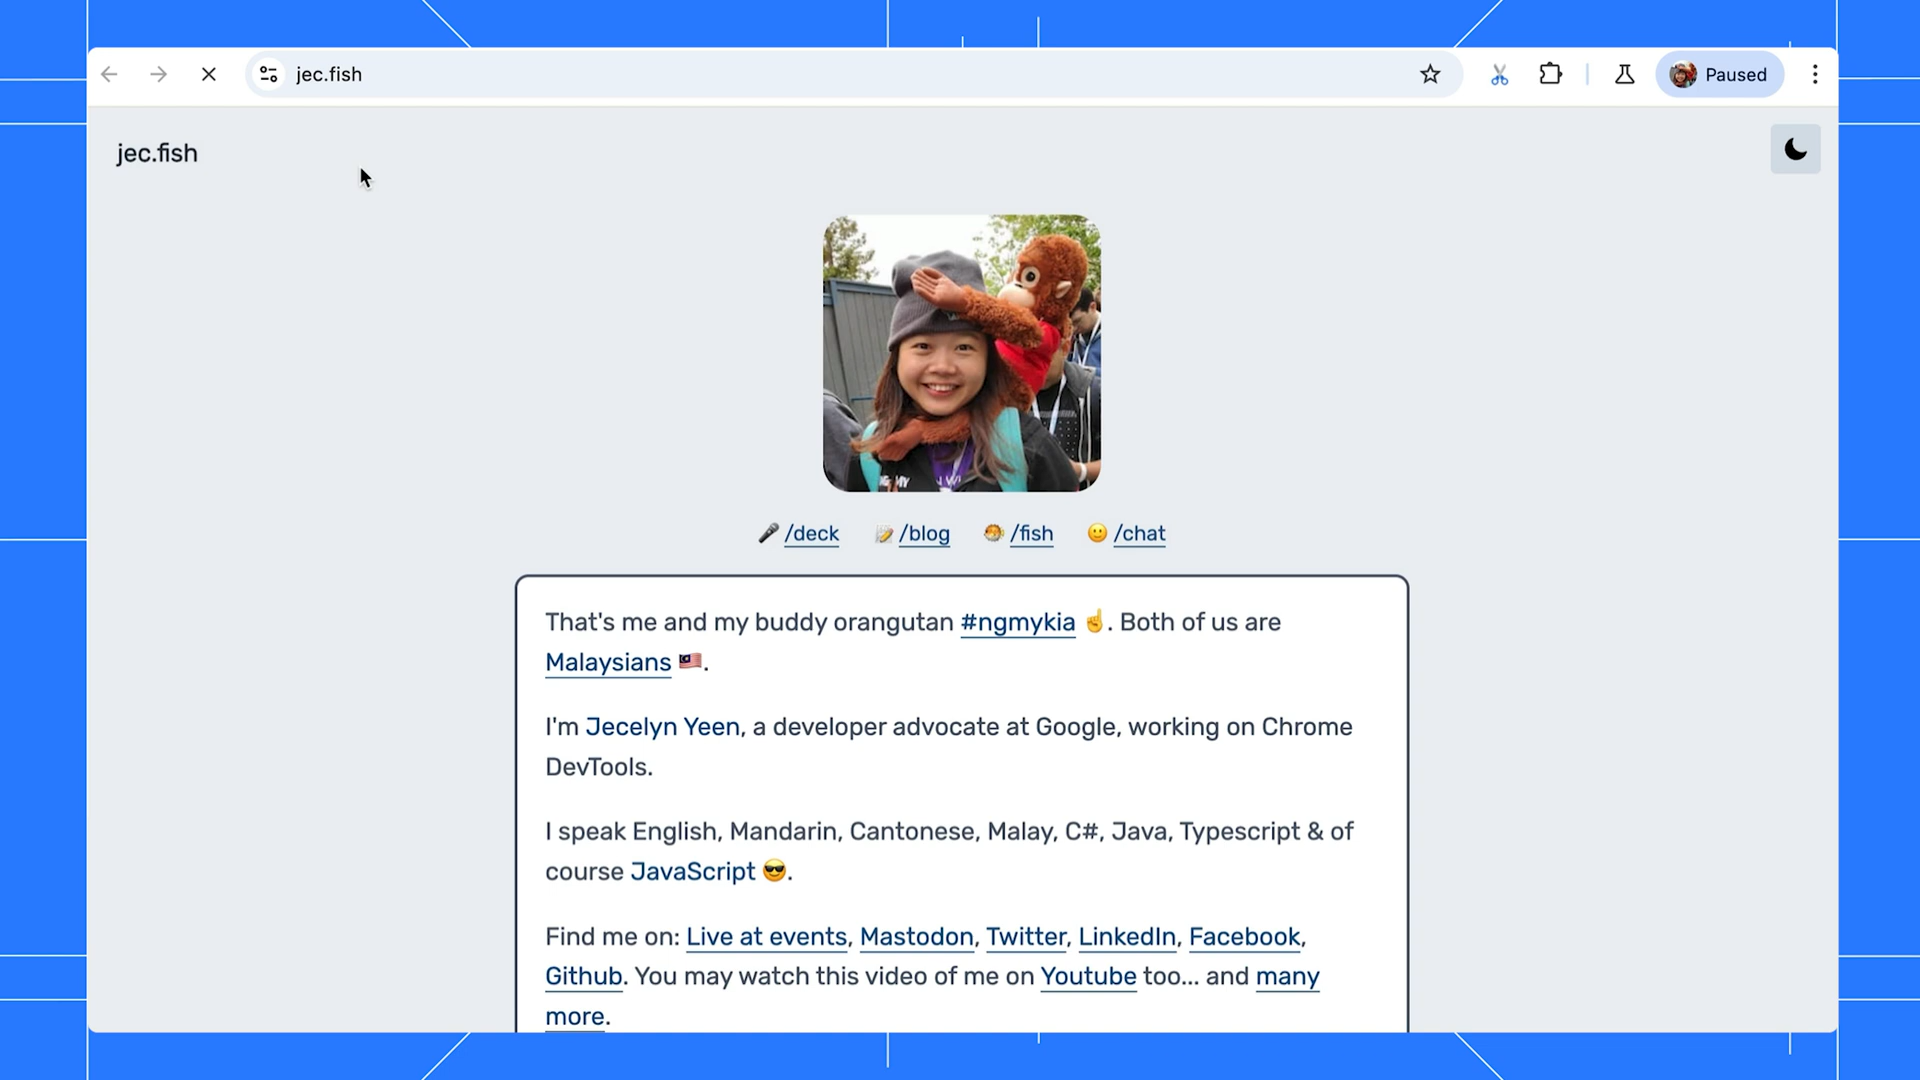 jec.fish
Paused
jec.fish
/deck /blog /fish /chat
That's me and my buddy orangutan #ngmykia ☝. Both of us are
Malaysians 🇲🇾.
I'm Jecelyn Yeen, a developer advocate at Google, working on Chrome
DevTools.
I speak English, Mandarin, Cantonese, Malay, C#, Java, Typescript & of
course JavaScript 😎.
Find me on: Live at events, Mastodon, Twitter, LinkedIn, Facebook,
Github. You may watch this video of me on Youtube too... and many
more.